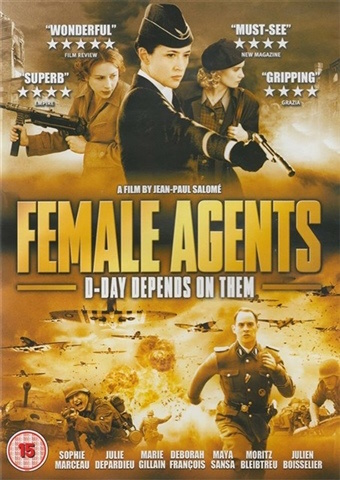 "WONDERFUL"
★★★★★
FILM REVIEW
"MUST-SEE"
★★★★★
NEW MAGAZINE
"SUPERB"
★★★★
EMPIRE
"GRIPPING"
★★★★
GRAZIA
A FILM BY JEAN-PAUL SALOMÉ
FEMALE AGENTS
D-DAY DEPENDS ON THEM
15
SOPHIE MARCEAU
JULIE DEPARDIEU
MARIE GILLAIN
DEBORAH FRANÇOIS
MAYA SANSA
MORITZ BLEIBTREU
JULIEN BOISSELIER